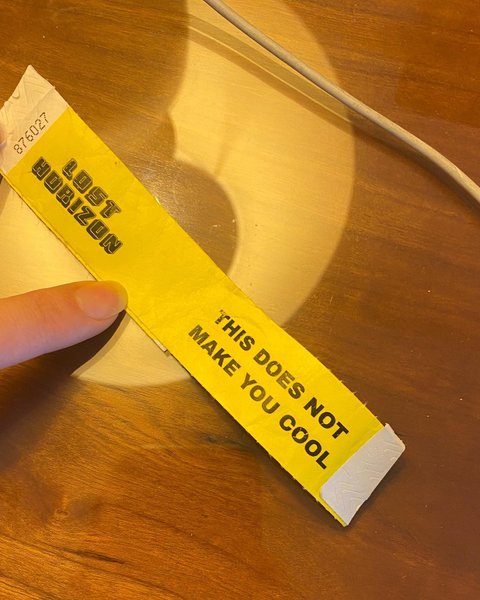 876027
LOST
HORIZON
THIS DOES NOT
MAKE YOU COOL